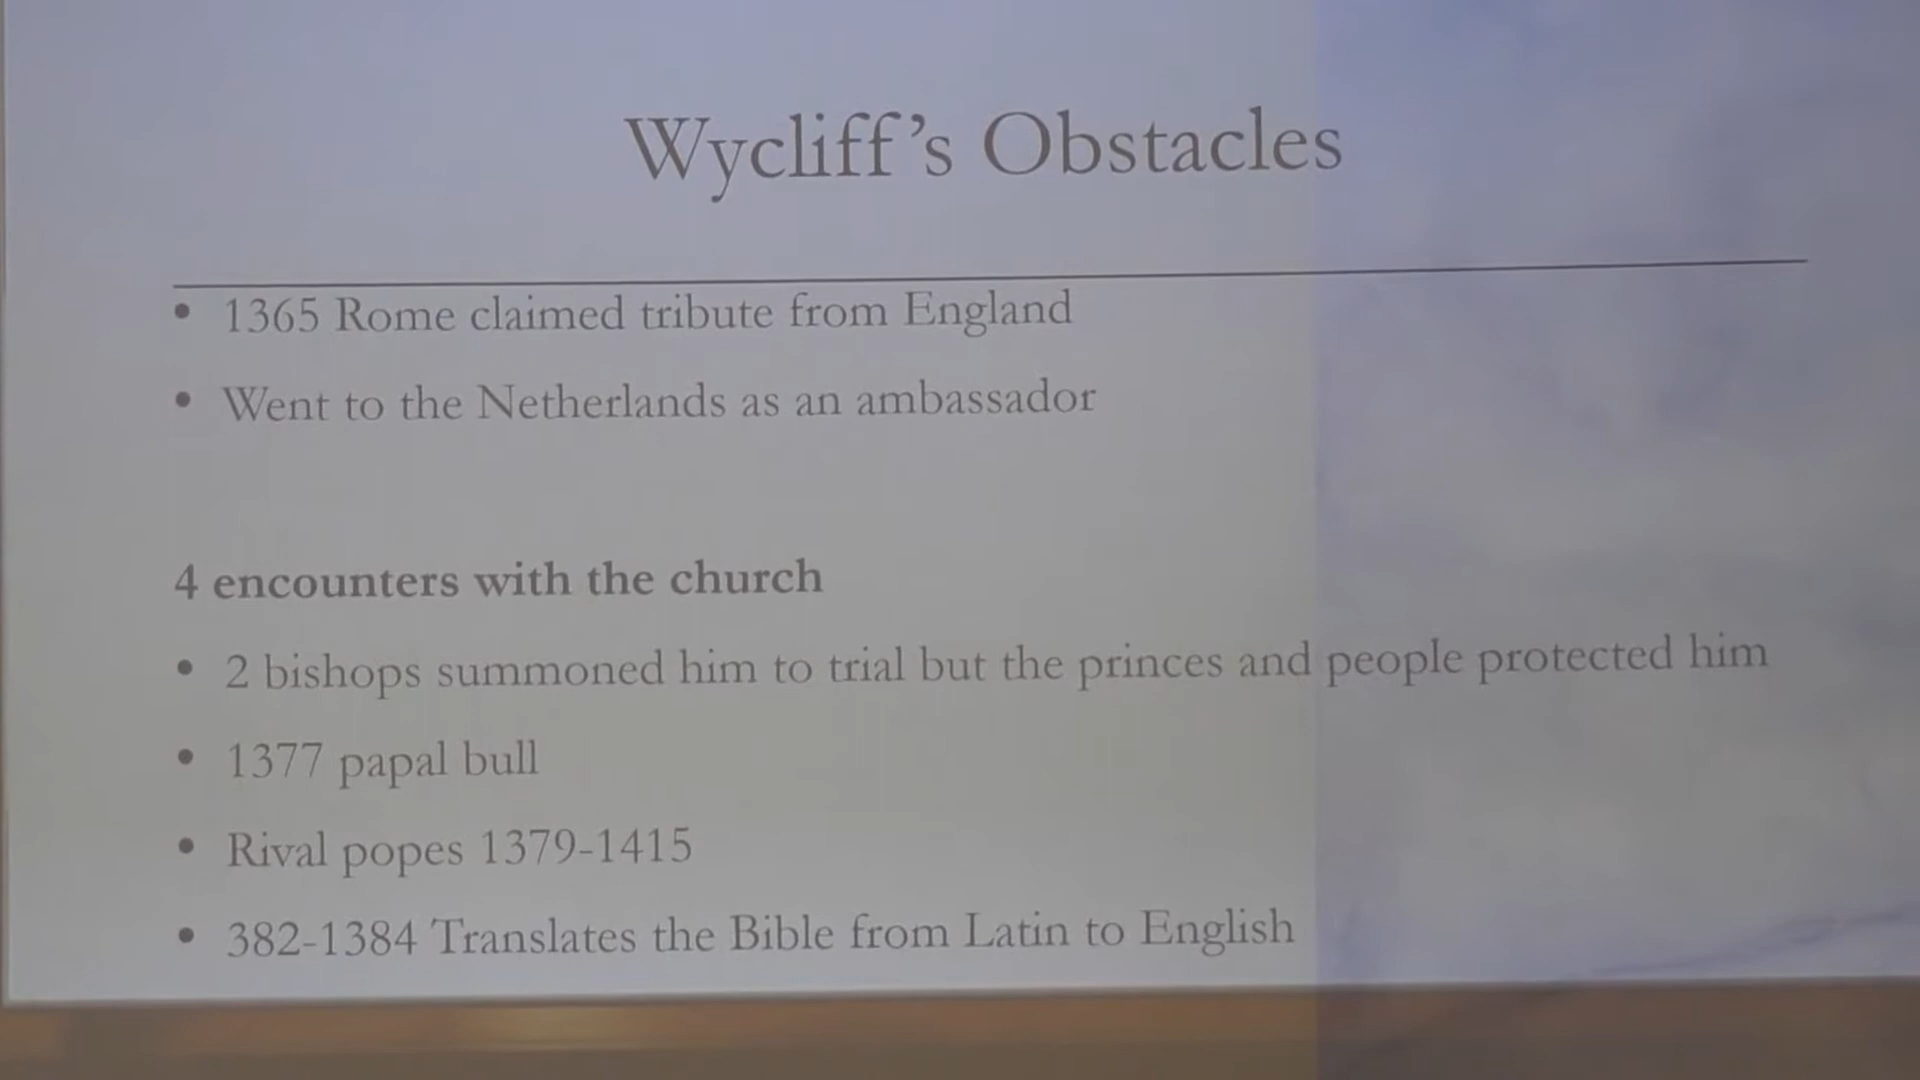 Wycliff's Obstacles
• 1365 Rome claimed tribute from England
• Went to the Netherlands as an ambassador
4 encounters with the church
• 2 bishops summoned him to trial but the princes and people protected him
• 1377 papal bull
• Rival popes 1379-1415
• 382-1384 Translates the Bible from Latin to English